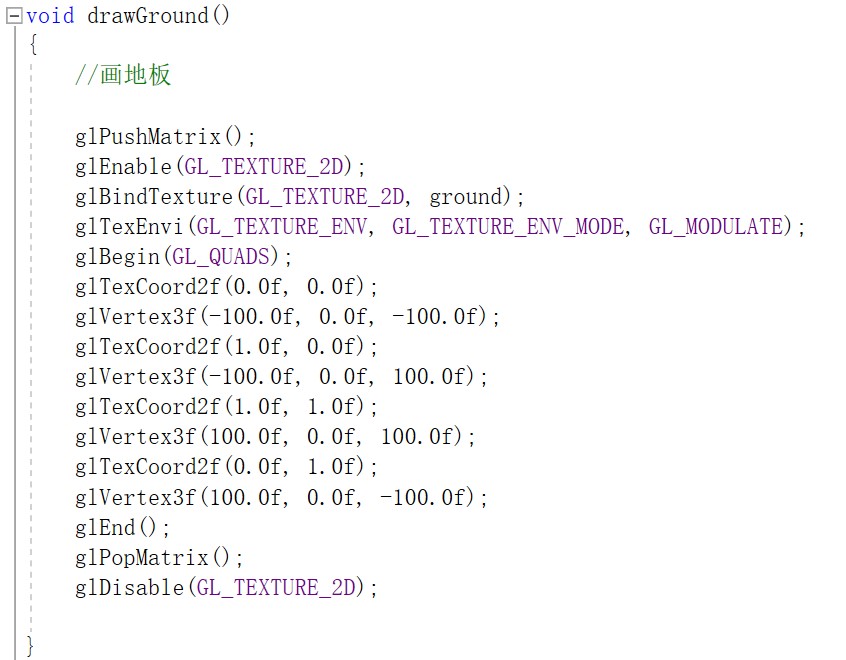 void drawGround()
{
//画地板
glPushMatrix();
glEnable(GL_TEXTURE_2D);
glBindTexture(GL_TEXTURE_2D, ground);
glTexEnvi(GL_TEXTURE_ENV, GL_TEXTURE_ENV_MODE, GL_MODULATE);
glBegin(GL_QUADS);
glTexCoord2f(0.0f, 0.0f);
glVertex3f(-100.0f, 0.0f, -100.0f);
glTexCoord2f(1.0f, 0.0f);
glVertex3f(-100.0f, 0.0f, 100.0f);
glTexCoord2f(1.0f, 1.0f);
glVertex3f(100.0f, 0.0f, 100.0f);
glTexCoord2f(0.0f, 1.0f);
glVertex3f(100.0f, 0.0f, -100.0f);
glEnd();
glPopMatrix();
glDisable(GL_TEXTURE_2D);
}